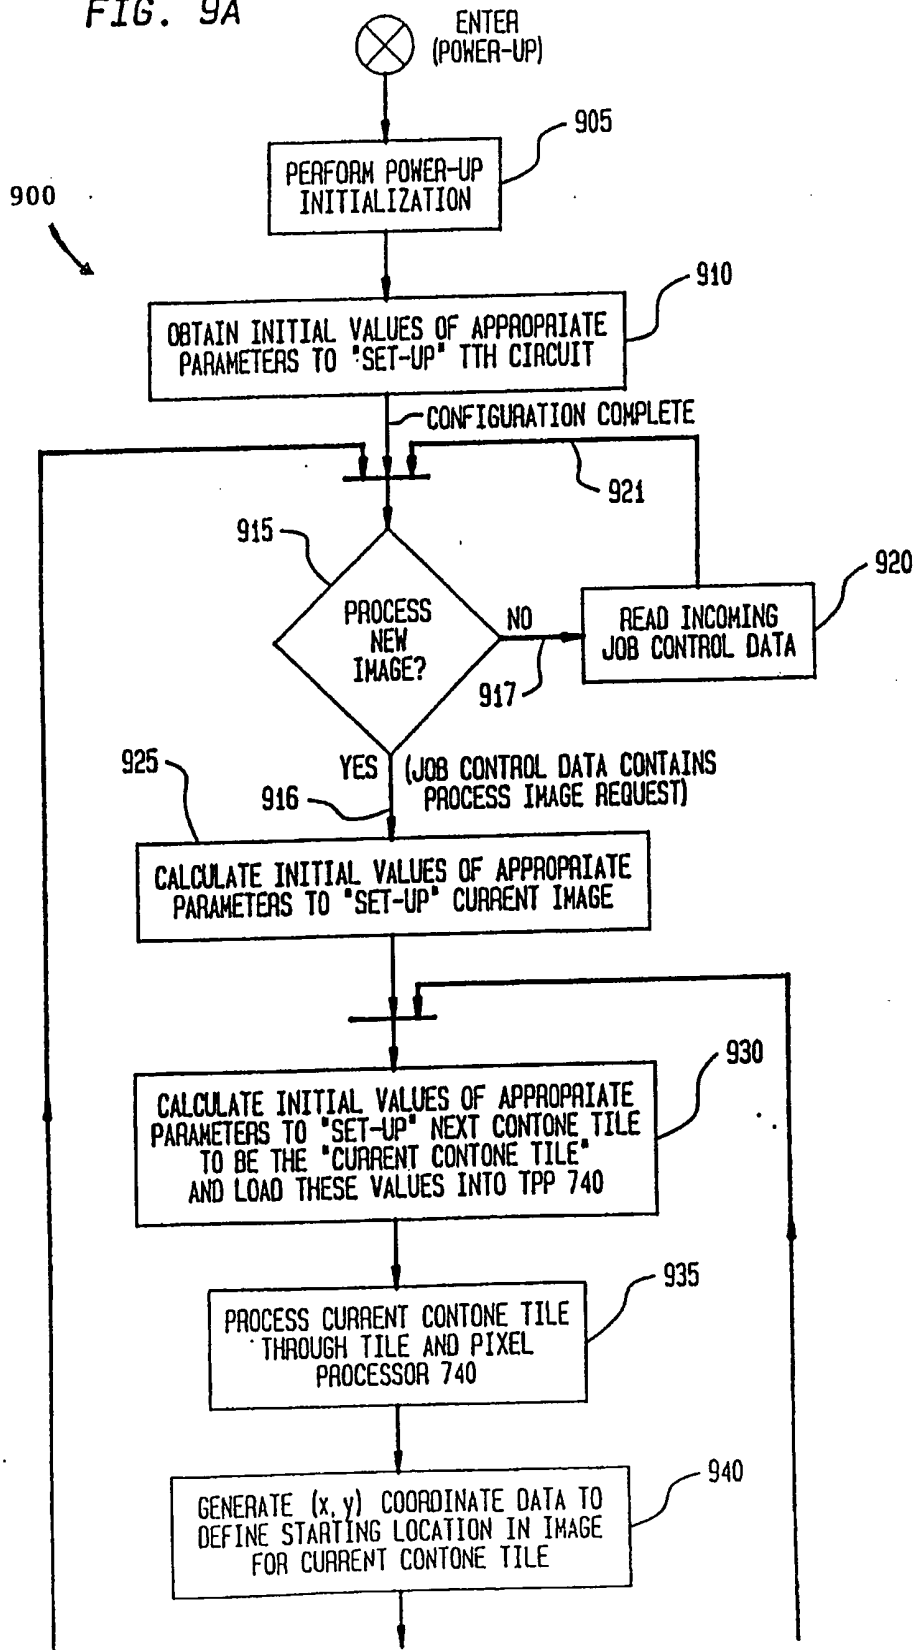 FIG. 9A
ENTER
(POWER-UP)
905
PERFORM POWER-UP
INITIALIZATION
900
910
OBTAIN INITIAL VALUES OF APPROPRIATE
PARAMETERS TO "SET-UP" TTH CIRCUIT
CONFIGURATION COMPLETE
921
915
920
PROCESS
NEW
IMAGE?
NO
READ INCOMING
JOB CONTROL DATA
917
925
YES (JOB CONTROL DATA CONTAINS
PROCESS IMAGE REQUEST)
916
CALCULATE INITIAL VALUES OF APPROPRIATE
PARAMETERS TO "SET-UP" CURRENT IMAGE
930
CALCULATE INITIAL VALUES OF APPROPRIATE
PARAMETERS TO "SET-UP" NEXT CONTONE TILE
TO BE THE "CURRENT CONTONE TILE"
AND LOAD THESE VALUES INTO TPP 740
935
PROCESS CURRENT CONTONE TILE
THROUGH TILE AND PIXEL
PROCESSOR 740
940
GENERATE (x, y) COORDINATE DATA TO
DEFINE STARTING LOCATION IN IMAGE
FOR CURRENT CONTONE TILE